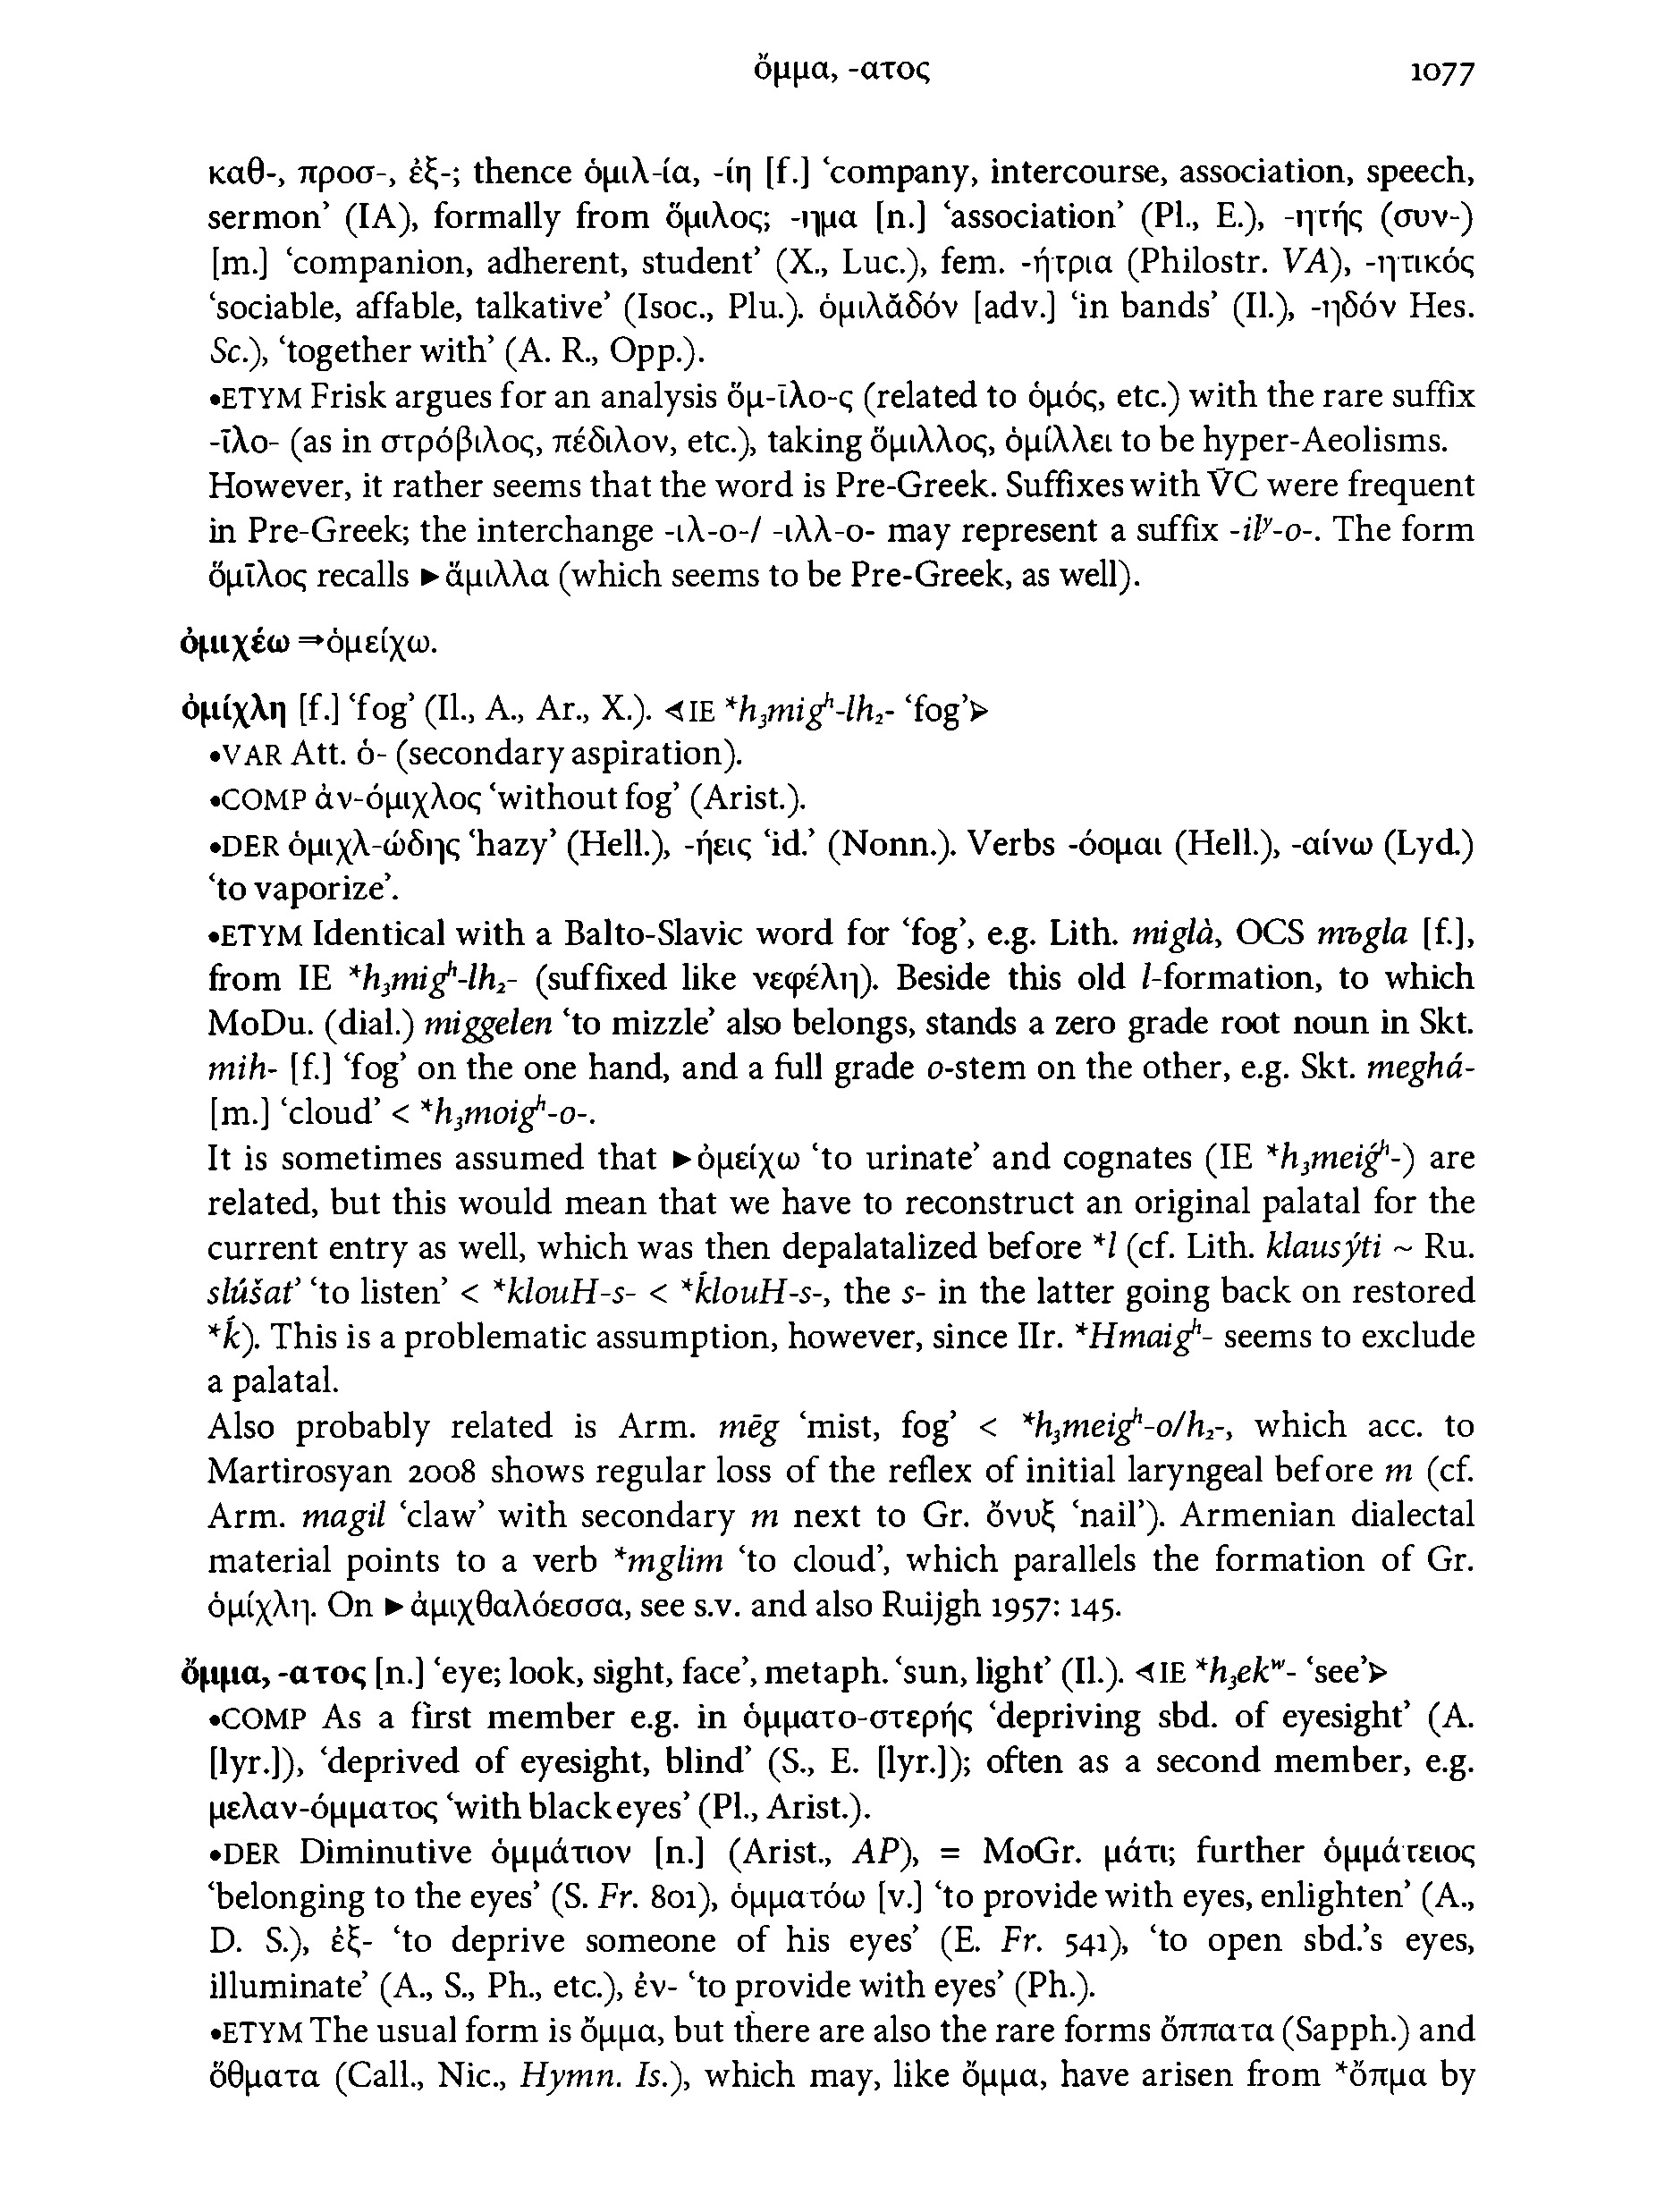 ὄμμα, -ατος 1077
καθ-, προσ-, ἐξ-; thence ὁμιλ-ία, -ίη [f.] ‘company, intercourse, association, speech,
sermon’ (IA), formally from ὅμιλος; -ημα [n.] ‘association’ (Pl., E.), -ητής (συν-)
[m.] ‘companion, adherent, student’ (X., Luc.), fem. -ήτρια (Philostr. VA), -ητικός
‘sociable, affable, talkative’ (Isoc., Plu.). ὁμιλᾰδόν [adv.] ‘in bands’ (Il.), -ηδόν Hes.
Sc.), ‘together with’ (A. R., Opp.).
•ETYM Frisk argues for an analysis ὅμ-ῑλο-ς (related to ὁμός, etc.) with the rare suffix
-ῑλο- (as in στρόβιλος, πέδιλον, etc.), taking ὅμιλλος, ὁμίλλει to be hyper-Aeolisms.
However, it rather seems that the word is Pre-Greek. Suffixes with V̄C were frequent
in Pre-Greek; the interchange -ιλ-ο-/ -ιλλ-ο- may represent a suffix -ilʸ-o-. The form
ὅμῑλος recalls ►ἅμιλλα (which seems to be Pre-Greek, as well).
ὀμιχέω ⇒ὀμείχω.
ὀμίχλη [f.] ‘fog’ (Il., A., Ar., X.). ⋖IE *h₃migʰ-lh₂- ‘fog’⋗
•VAR Att. ὁ- (secondary aspiration).
•COMP ἀν-όμιχλος ‘without fog’ (Arist.).
•DER ὀμιχλ-ώδης ‘hazy’ (Hell.), -ήεις ‘id.’ (Nonn.). Verbs -όομαι (Hell.), -αίνω (Lyd.)
‘to vaporize’.
•ETYM Identical with a Balto-Slavic word for ‘fog’, e.g. Lith. miglà, OCS mьgla [f.],
from IE *h₃migʰ-lh₂- (suffixed like νεφέλη). Beside this old l-formation, to which
MoDu. (dial.) miggelen ‘to mizzle’ also belongs, stands a zero grade root noun in Skt.
mih- [f.] ‘fog’ on the one hand, and a full grade o-stem on the other, e.g. Skt. meghá-
[m.] ‘cloud’ < *h₃moigʰ-o-.
It is sometimes assumed that ►ὀμείχω ‘to urinate’ and cognates (IE *h₃meiǵʰ-) are
related, but this would mean that we have to reconstruct an original palatal for the
current entry as well, which was then depalatalized before *l (cf. Lith. klausýti ~ Ru.
slúšat’ ‘to listen’ < *klouH-s- < *ḱlouH-s-, the s- in the latter going back on restored
*ḱ). This is a problematic assumption, however, since IIr. *Hmaigʰ- seems to exclude
a palatal.
Also probably related is Arm. mēg ‘mist, fog’ < *h₃meigʰ-o/h₂-, which acc. to
Martirosyan 2008 shows regular loss of the reflex of initial laryngeal before m (cf.
Arm. magil ‘claw’ with secondary m next to Gr. ὄνυξ ‘nail’). Armenian dialectal
material points to a verb *mglim ‘to cloud’, which parallels the formation of Gr.
ὀμίχλη. On ►ἀμιχθαλόεσσα, see s.v. and also Ruijgh 1957: 145.
ὄμμα, -ατος [n.] ‘eye; look, sight, face’, metaph. ‘sun, light’ (Il.). ⋖IE *h₃ekʷ- ‘see’⋗
•COMP As a first member e.g. in ὀμματο-στερής ‘depriving sbd. of eyesight’ (A.
[lyr.]), ‘deprived of eyesight, blind’ (S., E. [lyr.]); often as a second member, e.g.
μελαν-όμματος ‘with black eyes’ (Pl., Arist.).
•DER Diminutive ὀμμάτιον [n.] (Arist., AP), = MoGr. μάτι; further ὀμμάτειος
‘belonging to the eyes’ (S. Fr. 801), ὀμματόω [v.] ‘to provide with eyes, enlighten’ (A.,
D. S.), ἐξ- ‘to deprive someone of his eyes’ (E. Fr. 541), ‘to open sbd.’s eyes,
illuminate’ (A., S., Ph., etc.), ἐν- ‘to provide with eyes’ (Ph.).
•ETYM The usual form is ὄμμα, but there are also the rare forms ὄππατα (Sapph.) and
ὄθματα (Call., Nic., Hymn. Is.), which may, like ὄμμα, have arisen from *ὄπμα by